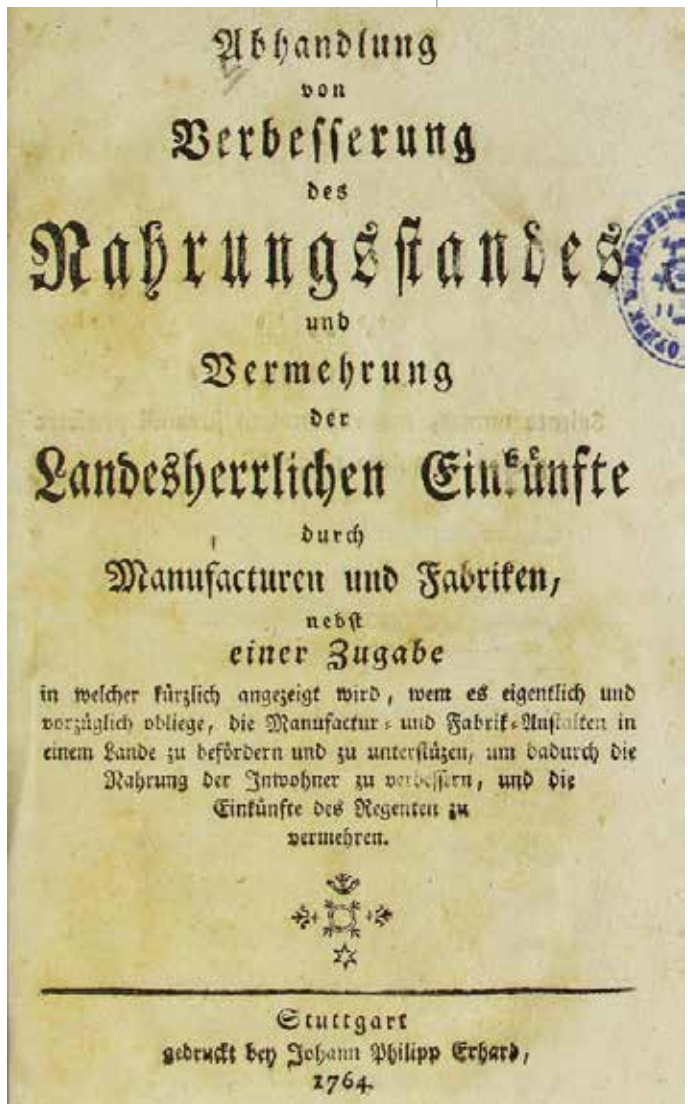 Abhandlung
von
Verbesserung
des
Nahrungsstandes
und
Vermehrung
der
Landesherrlichen Einkünfte
durch
Manufacturen und Fabriken,
nebst
einer Zugabe
in welcher kürzlich angezeigt wird, wem es eigentlich und
vorzüglich obliege, die Manufactur- und Fabrik-Anstalten in
einem Lande zu befördern und zu unterstüzen, um dadurch die
Nahrung der Inwohner zu verbessern, und die
Einkünfte des Regenten zu
vermehren.
Stuttgart
gedruckt bey Johann Philipp Erhard,
1764.